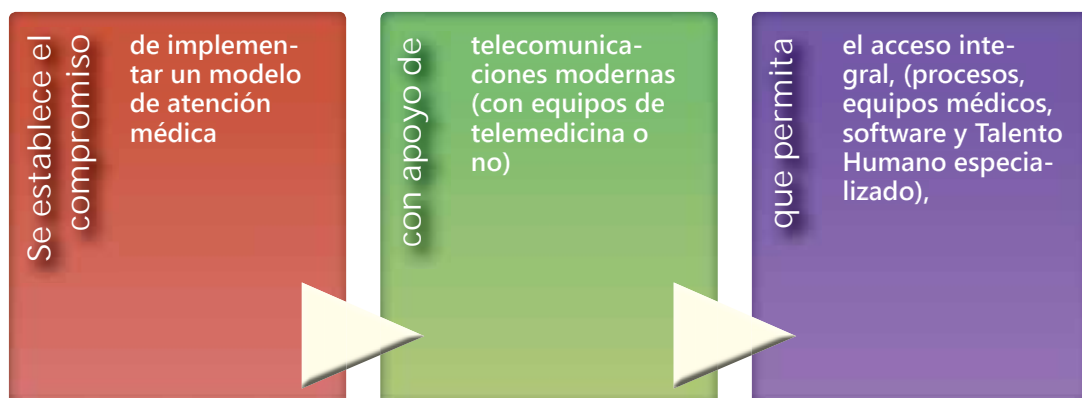 Se establece el
compromiso
de implemen-
tar un modelo
de atención
médica
con apoyo de
telecomunica-
ciones modernas
(con equipos de
telemedicina o
no)
que permita
el acceso inte-
gral, (procesos,
equipos médicos,
software y Talento
Humano especia-
lizado),